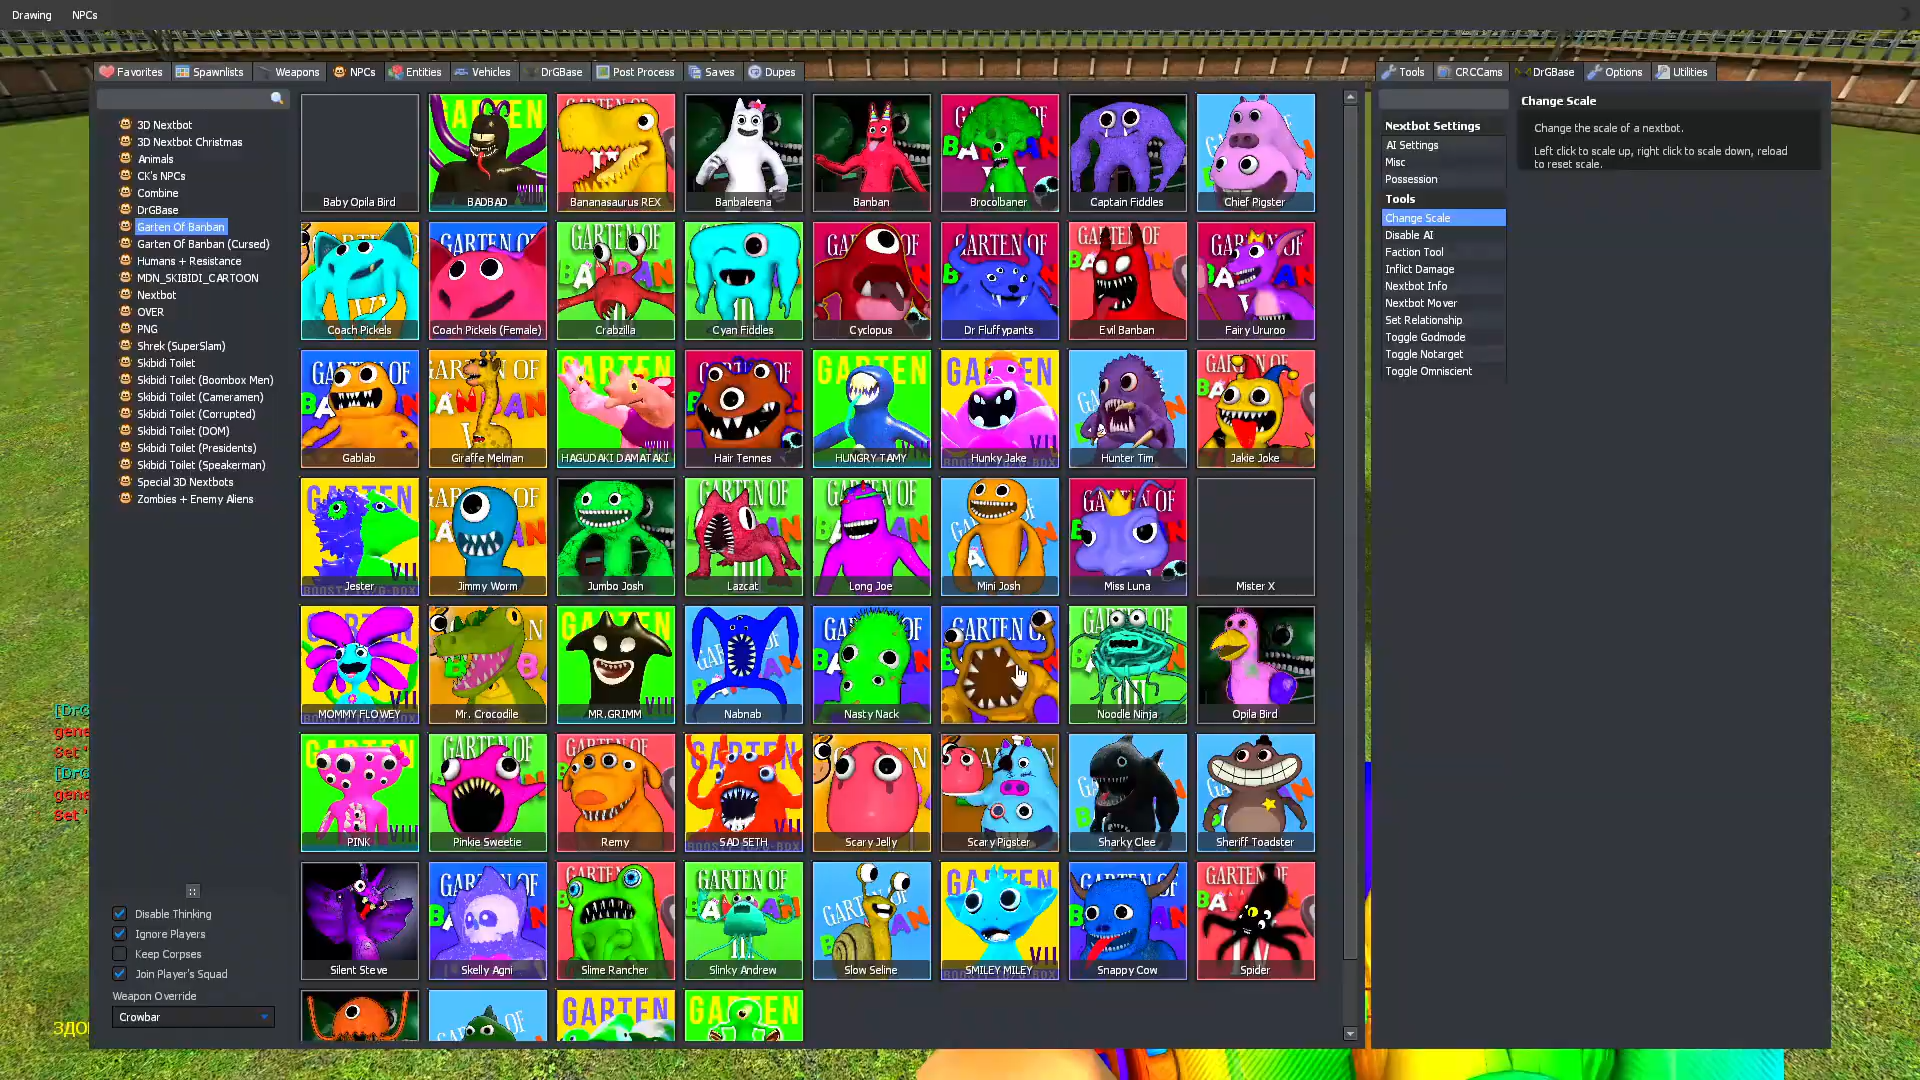 Drawing NPCs
Favorites Spawnlists Weapons NPCs Entities Vehicles DrGBase Post Process Saves Dupes
Tools CRCCams DrGBase Options Utilities
3D Nextbot
3D Nextbot Christmas
Animals
CK's NPCs
Combine
DrGBase
Garten Of Banban
Garten Of Banban (Cursed)
Humans + Resistance
MDN_SKIBIDI_CARTOON
Nextbot
OVER
PNG
Shrek (SuperSlam)
Skibidi Toilet
Skibidi Toilet (Boombox Men)
Skibidi Toilet (Cameramen)
Skibidi Toilet (Corrupted)
Skibidi Toilet (DOM)
Skibidi Toilet (Presidents)
Skibidi Toilet (Speakerman)
Special 3D Nextbots
Zombies + Enemy Aliens
Disable Thinking
Ignore Players
Keep Corpses
Join Player's Squad
Weapon Override
Crowbar
Baby Opila Bird BADBAD Bananasaurus REX Banbaleena Banban Brocolbaner Captain Fiddles Chief Pigster
Coach Pickels Coach Pickels (Female) Crabzilla Cyan Fiddles Cyclopus Dr Fluffypants Evil Banban Fairy Ururoo
Gablab Giraffe Melman HAGUDAKI DAMATAKI Hair Tennes HUNGRY TAMY Hunky Jake Hunter Tim Jakie Joke
Jester Jimmy Worm Jumbo Josh Lazcat Long Joe Mini Josh Miss Luna Mister X
MOMMY FLOWEY Mr. Crocodile MR.GRIMM Nabnab Nasty Nack Noodle Ninja Opila Bird
PINK Pinkie Sweetie Remy SAD SETH Scary Jelly Scary Pigster Sharky Clee Sheriff Toadster
Silent Steve Skelly Agni Slime Rancher Slinky Andrew Slow Seline SMILEY MILEY Snappy Cow Spider
GARTEN GARTEN
Nextbot Settings
AI Settings
Misc
Possession
Tools
Change Scale
Disable AI
Faction Tool
Inflict Damage
Nextbot Info
Nextbot Mover
Set Relationship
Toggle Godmode
Toggle Notarget
Toggle Omniscient
Change Scale
Change the scale of a nextbot.
Left click to scale up, right click to scale down, reload
to reset scale.